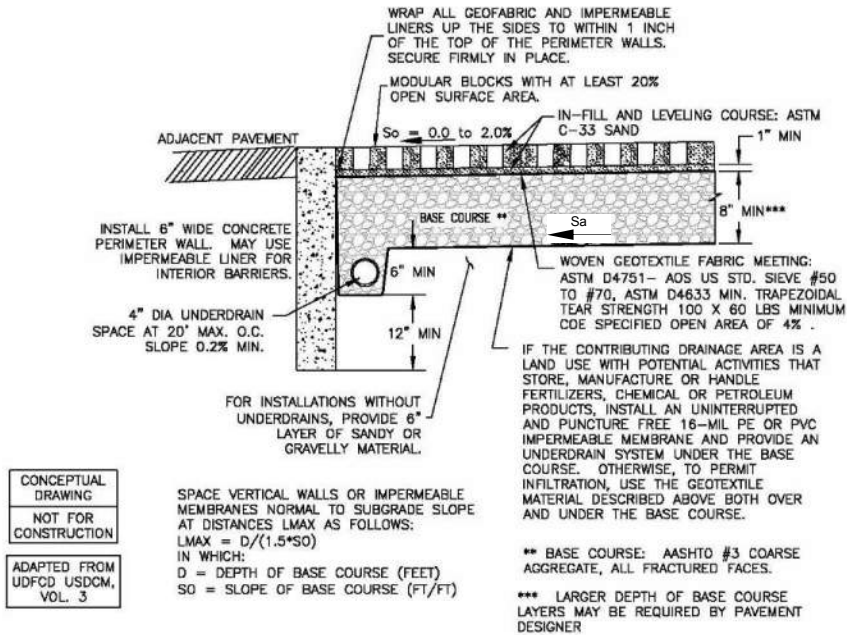 WRAP ALL GEOFABRIC AND IMPERMEABLE
LINERS UP THE SIDES TO WITHIN 1 INCH
OF THE TOP OF THE PERIMETER WALLS.
SECURE FIRMLY IN PLACE.
MODULAR BLOCKS WITH AT LEAST 20%
OPEN SURFACE AREA.
IN-FILL AND LEVELING COURSE: ASTM
C-33 SAND
So = 0.0 to 2.0%
ADJACENT PAVEMENT
1" MIN
INSTALL 6" WIDE CONCRETE
PERIMETER WALL. MAY USE
IMPERMEABLE LINER FOR
INTERIOR BARRIERS.
BASE COURSE **
Sa
8" MIN***
6" MIN
4" DIA UNDERDRAIN
SPACE AT 20' MAX. O.C.
SLOPE 0.2% MIN.
12" MIN
WOVEN GEOTEXTILE FABRIC MEETING:
ASTM D4751- AOS US STD. SIEVE #50
TO #70, ASTM D4633 MIN. TRAPEZOIDAL
TEAR STRENGTH 100 X 60 LBS MINIMUM
COE SPECIFIED OPEN AREA OF 4% .
FOR INSTALLATIONS WITHOUT
UNDERDRAINS, PROVIDE 6"
LAYER OF SANDY OR
GRAVELLY MATERIAL.
IF THE CONTRIBUTING DRAINAGE AREA IS A
LAND USE WITH POTENTIAL ACTIVITIES THAT
STORE, MANUFACTURE OR HANDLE
FERTILIZERS, CHEMICAL OR PETROLEUM
PRODUCTS, INSTALL AN UNINTERRUPTED
AND PUNCTURE FREE 16-MIL PE OR PVC
IMPERMEABLE MEMBRANE AND PROVIDE AN
UNDERDRAIN SYSTEM UNDER THE BASE
COURSE. OTHERWISE, TO PERMIT
INFILTRATION, USE THE GEOTEXTILE
MATERIAL DESCRIBED ABOVE BOTH OVER
AND UNDER THE BASE COURSE.
CONCEPTUAL
DRAWING
NOT FOR
CONSTRUCTION
ADAPTED FROM
UDFCD USDCM,
VOL. 3
SPACE VERTICAL WALLS OR IMPERMEABLE
MEMBRANES NORMAL TO SUBGRADE SLOPE
AT DISTANCES LMAX AS FOLLOWS:
LMAX = D/(1.5*SO)
IN WHICH:
D = DEPTH OF BASE COURSE (FEET)
SO = SLOPE OF BASE COURSE (FT/FT)
** BASE COURSE: AASHTO #3 COARSE
AGGREGATE, ALL FRACTURED FACES.
*** LARGER DEPTH OF BASE COURSE
LAYERS MAY BE REQUIRED BY PAVEMENT
DESIGNER